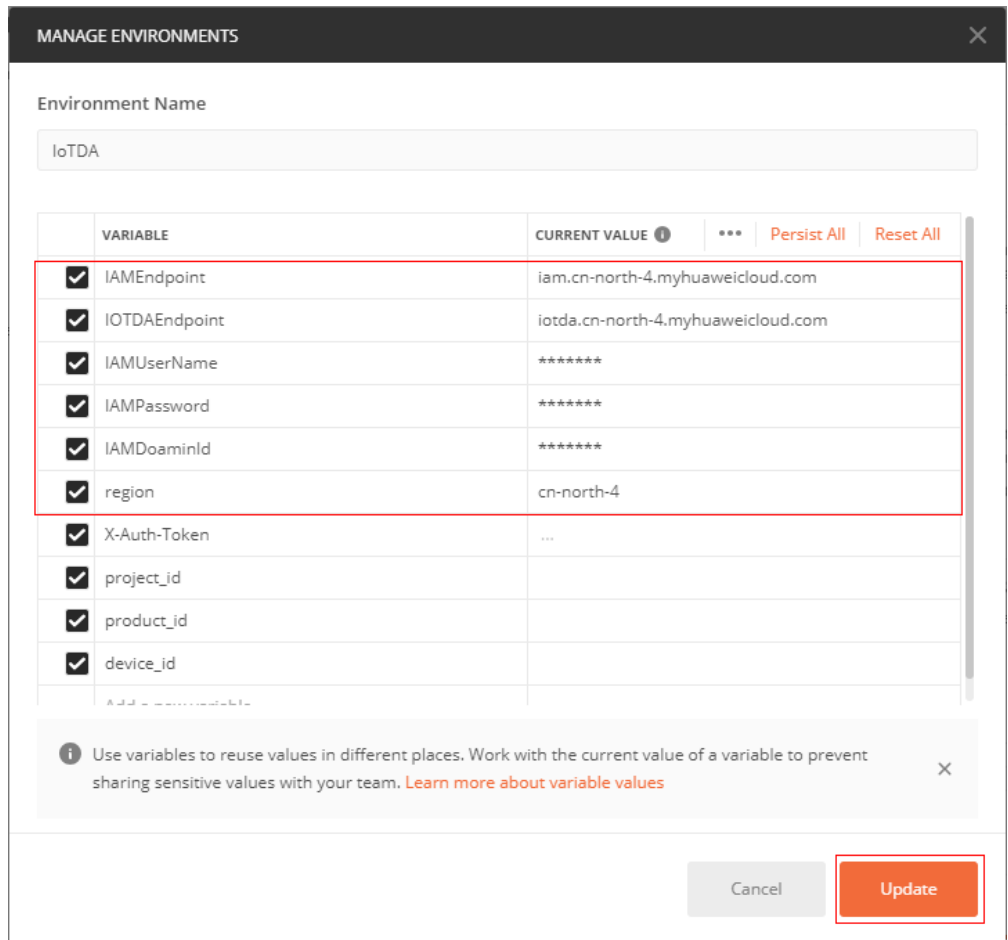 MANAGE ENVIRONMENTS
Environment Name
IoTDA
VARIABLE CURRENT VALUE ••• Persist All Reset All
IAMEndpoint iam.cn-north-4.myhuaweicloud.com
IOTDAEndpoint iotda.cn-north-4.myhuaweicloud.com
IAMUserName *******
IAMPassword *******
IAMDoaminId *******
region cn-north-4
X-Auth-Token ...
project_id
product_id
device_id
Add a new variable
Use variables to reuse values in different places. Work with the current value of a variable to prevent
sharing sensitive values with your team. Learn more about variable values
Cancel Update